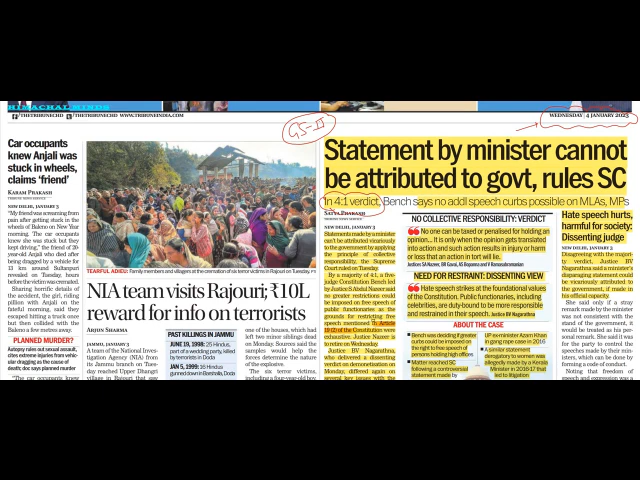 HIMACHAL MINDS
/THETRIBUNECHD /THETRIBUNECHD WWW.TRIBUNEINDIA.COM
WEDNESDAY | 4 JANUARY 2023
GS-II
Car occupants
knew Anjali was
stuck in wheels,
claims ‘friend’
KARAM PRAKASH
NEW DELHI, JANUARY 3
“My friend was screaming from
pain after getting stuck in the
wheels of Baleno on New Year
morning. The car occupants
knew she was stuck but they
kept driving,” the friend of 20-
year-old Anjali who died after
being dragged by a vehicle for
13 km around Sultanpuri
revealed on Tuesday, hours
before the victim was cremated.
Sharing horrific details of
the accident, the girl, riding
pillion with Anjali on the
fateful morning, said they
escaped hitting a truck once
but then collided with the
Baleno a few metres away.
PLANNED MURDER?
Autopsy rules out sexual assault,
cites extreme injuries from vehic-
ular dragging as the cause of
death; doc says planned murder
“The car occupants knew
TEARFUL ADIEU: Family members and villagers at the cremation of six terror victims in Rajouri on Tuesday. PTI
NIA team visits Rajouri; ₹10L
reward for info on terrorists
ARJUN SHARMA
JAMMU, JANUARY 3
A team of the National Inves-
tigation Agency (NIA) from
its Jammu branch on Tues-
day reached Upper Dhangri
village in Rajouri that saw
PAST KILLINGS IN JAMMU
JUNE 19, 1998: 25 Hindus,
part of a wedding party, killed
by terrorists in Doda
JAN 5, 1999: 16 Hindus
gunned down in Barshalla, Doda
one of the houses, which had
left two minor siblings dead
on Monday. Sources said the
samples would help the forces
determine the nature of the
of the explosive.
The six terror victims,
including a four-year-old boy,
Statement by minister cannot
be attributed to govt, rules SC
In 4:1 verdict, Bench says no addl speech curbs possible on MLAs, MPs
SATYA PRAKASH
TRIBUNE NEWS SERVICE
NEW DELHI, JANUARY 3
Statements made by a minister
can't be attributed vicariously
to the government by applying
the principle of collective
responsibility, the Supreme
Court ruled on Tuesday.
By a majority of 4:1, a five-
judge Constitution Bench led
by Justice S Abdul Nazeer said
no greater restrictions could
be imposed on free speech of
public functionaries as the
grounds for restricting free
speech mentioned in Article
19 (2) of the Constitution were
exhaustive. Justice Nazeer is
to retire on Wednesday.
Justice BV Nagarathna,
who delivered a dissenting
verdict on demonetisation on
Monday, differed again on
several key issues with the
NO COLLECTIVE RESPONSIBILITY: VERDICT
No one can be taxed or penalised for holding an
opinion... It is only when the opinion gets translated
into action and such action results in injury or harm
or loss that an action in tort will lie.
Justices SA Nazeer, BR Gavai, AS Bopanna and V Ramasubramanian
NEED FOR RESTRAINT: DISSENTING VIEW
Hate speech strikes at the foundational values
of the Constitution. Public functionaries, including
celebrities, are duty-bound to be more responsible
and restrained in their speech. Justice BV Nagarathna
ABOUT THE CASE
Bench was deciding if greater
curbs could be imposed on
the right to free speech of
persons holding high offices
Matter reached SC
following a controversial
statement made by
ex-UP minister Azam Khan
in gang rape case in 2016
A similar statement
derogatory to women was
allegedly made by a Kerala
Minister in 2016-17 that
led to litigation
Hate speech hurts,
harmful for society:
Dissenting judge
NEW DELHI, JANUARY 3
Disagreeing with the majori-
ty verdict, Justice BV
Nagarathna said a minister's
disparaging statement could
be vicariously attributed to
the government, if made in
his official capacity.
She said only if a stray
remark made by the minister
was not consistent with the
stand of the government, it
would be treated as his per-
sonal remark. She said it was
for the party to control the
speeches made by their min-
isters, which can be done by
forming a code of conduct.
Noting that freedom of
speech and expression was a